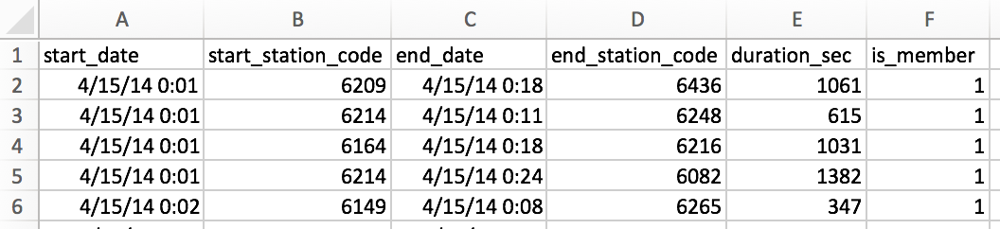 A B C D E F
1 start_date start_station_code end_date end_station_code duration_sec is_member
2 4/15/14 0:01 6209 4/15/14 0:18 6436 1061 1
3 4/15/14 0:01 6214 4/15/14 0:11 6248 615 1
4 4/15/14 0:01 6164 4/15/14 0:18 6216 1031 1
5 4/15/14 0:01 6214 4/15/14 0:24 6082 1382 1
6 4/15/14 0:02 6149 4/15/14 0:08 6265 347 1